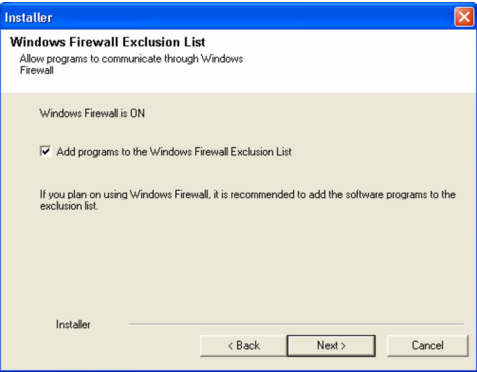 Installer
Windows Firewall Exclusion List
Allow programs to communicate through Windows
Firewall
Windows Firewall is ON
Add programs to the Windows Firewall Exclusion List
If you plan on using Windows Firewall, it is recommended to add the software programs to the
exclusion list.
Installer
< Back
Next >
Cancel